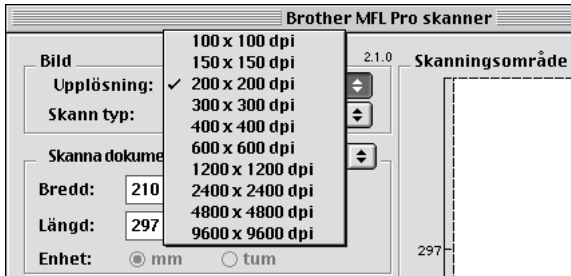 Brother MFL Pro skanner
Bild
2.1.0
Skanningsområde
Upplösning:
100 x 100 dpi
150 x 150 dpi
✓ 200 x 200 dpi
300 x 300 dpi
400 x 400 dpi
600 x 600 dpi
1200 x 1200 dpi
2400 x 2400 dpi
4800 x 4800 dpi
9600 x 9600 dpi
Skann typ:
Skanna dokume
Bredd: 210
Längd: 297
Enhet: mm tum
297